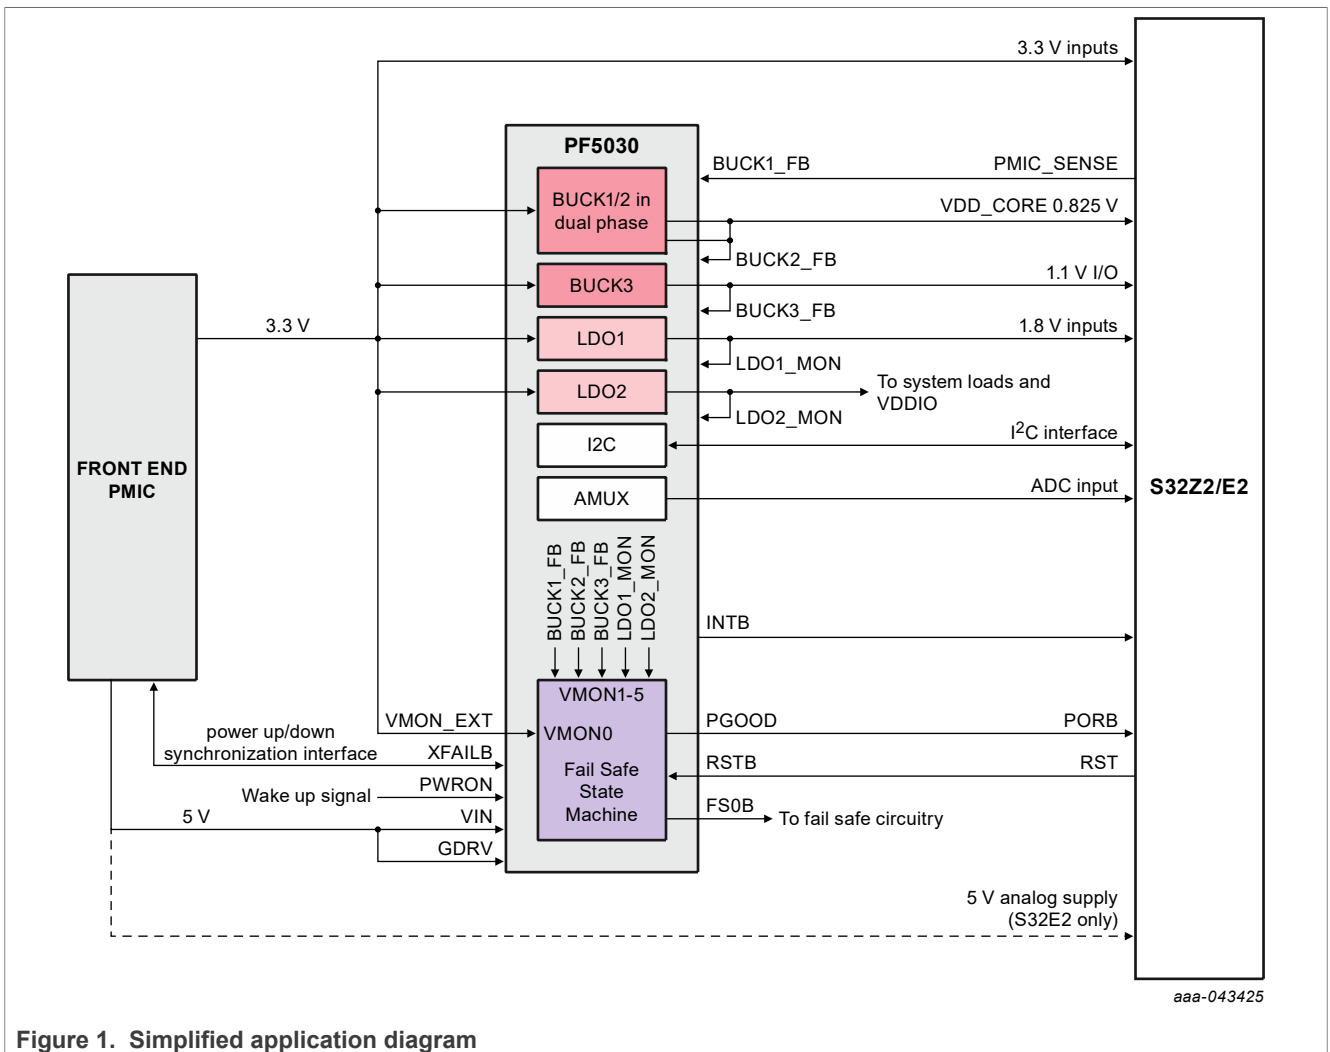 3.3 V inputs
PF5030
BUCK1_FB
PMIC_SENSE
BUCK1/2 in
dual phase
VDD_CORE 0.825 V
BUCK2_FB
BUCK3
1.1 V I/O
BUCK3_FB
3.3 V
LDO1
1.8 V inputs
LDO1_MON
LDO2
To system loads and
VDDIO
LDO2_MON
I2C
I2C interface
FRONT END
PMIC
AMUX
ADC input
S32Z2/E2
BUCK1_FB
BUCK2_FB
BUCK3_FB
LDO1_MON
LDO2_MON
INTB
VMON1-5
VMON_EXT
VMON0
PGOOD
PORB
power up/down
synchronization interface
XFAILB
Fail Safe
State
Machine
RSTB
RST
Wake up signal
PWRON
FS0B
To fail safe circuitry
5 V
VIN
GDRV
5 V analog supply
(S32E2 only)
aaa-043425
Figure 1. Simplified application diagram